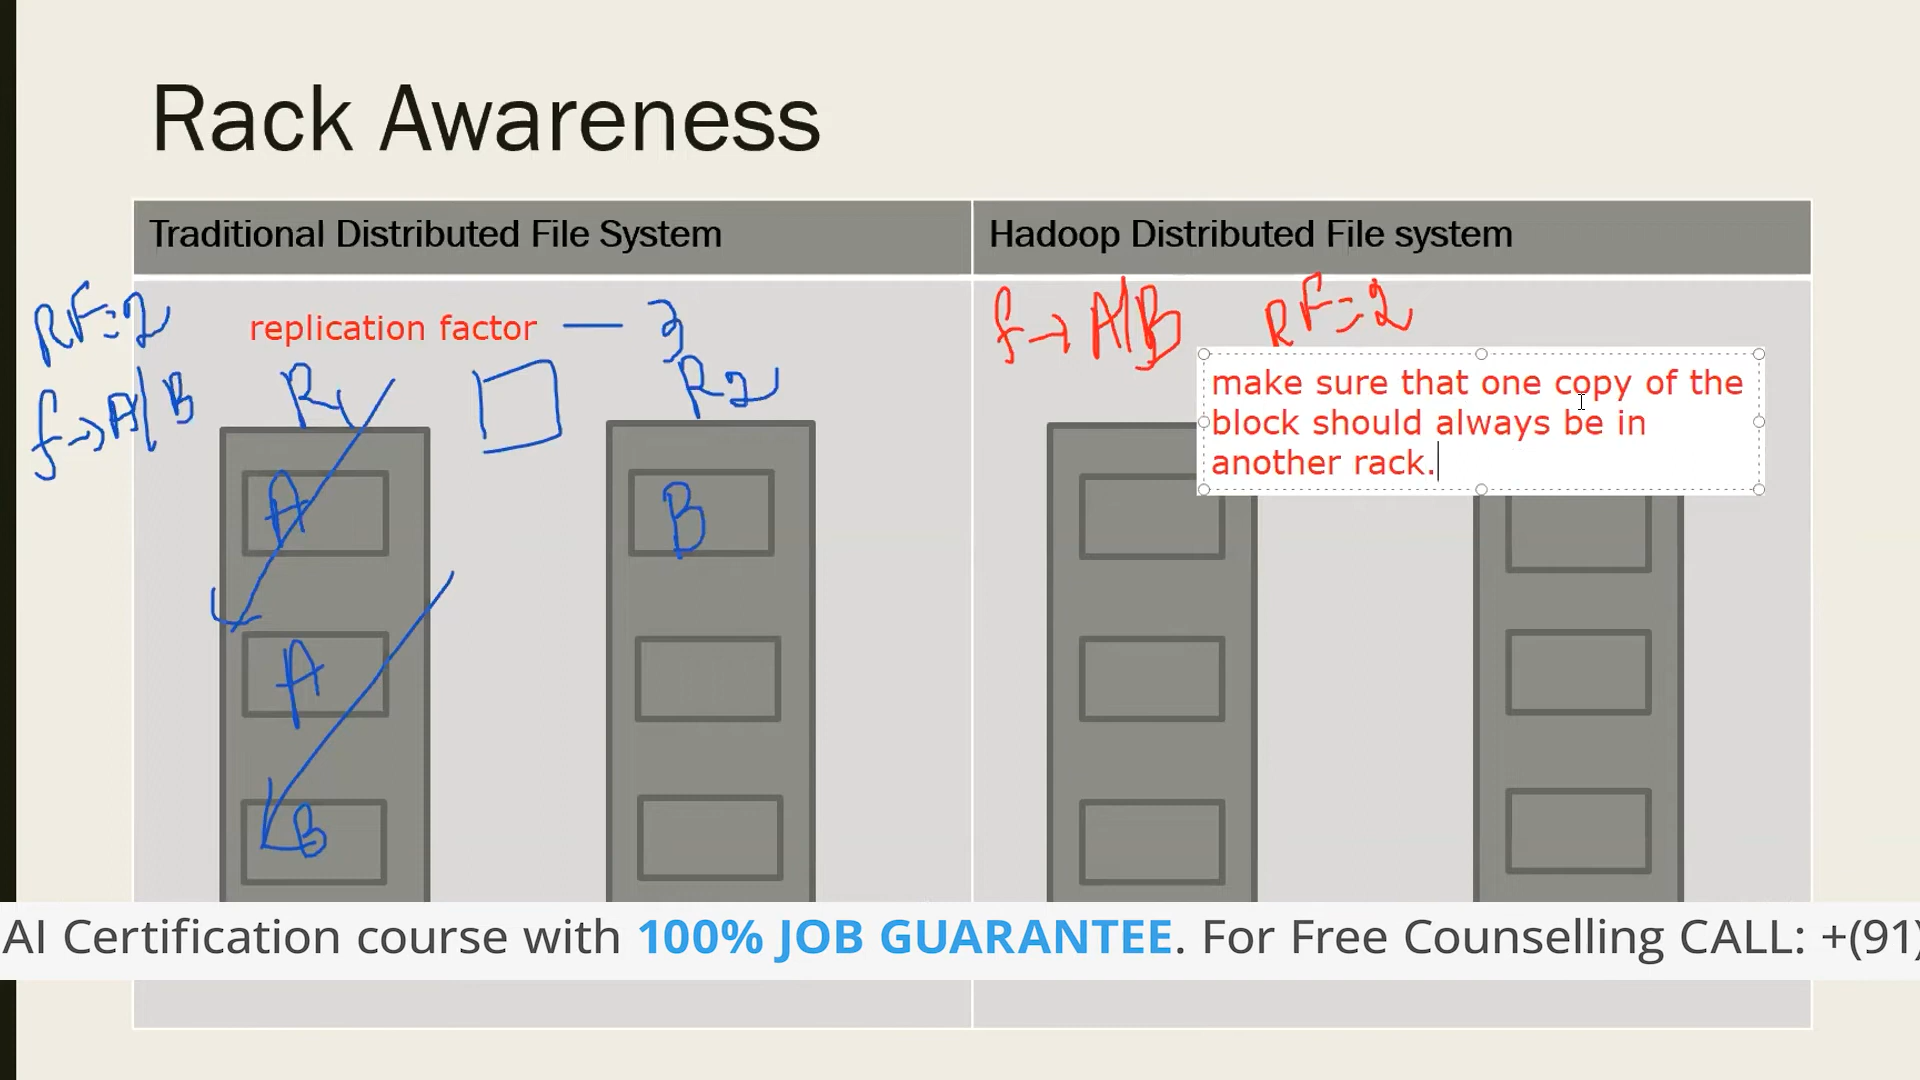 Rack Awareness
Traditional Distributed File System
Hadoop Distributed File system
RF=2
replication factor — 3
f→A|B
R1
R2
A
B
A
B
f→A|B
RF=2
make sure that one copy of the
block should always be in
another rack.
AI Certification course with 100% JOB GUARANTEE. For Free Counselling CALL: +(91)